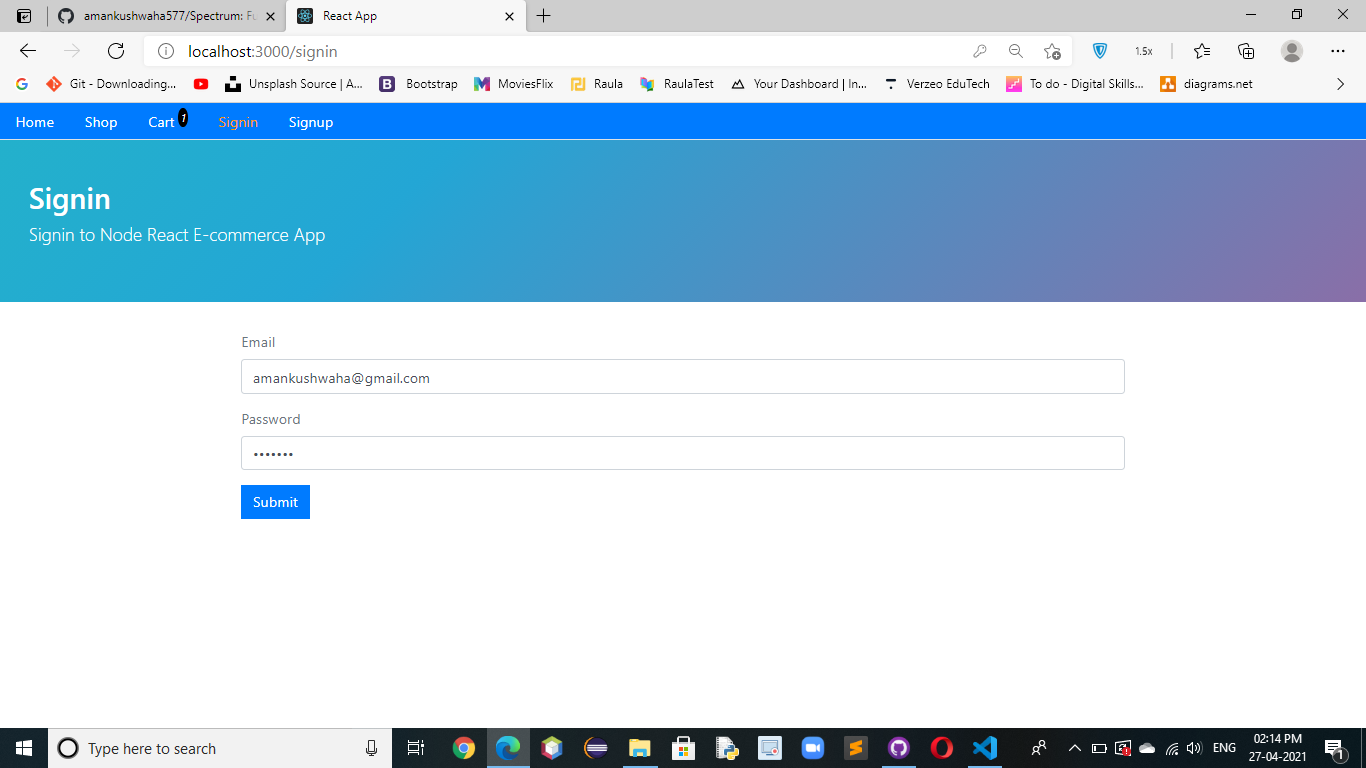 amankushwaha577/Spectrum: Fu
React App
localhost:3000/signin
1.5x
Git - Downloading...
Unsplash Source | A...
Bootstrap
MoviesFlix
Raula
RaulaTest
Your Dashboard | In...
Verzeo EduTech
To do - Digital Skills...
diagrams.net
Home
Shop
Cart 1
Signin
Signup
Signin
Signin to Node React E-commerce App
Email
amankushwaha@gmail.com
Password
•••••••
Submit
Type here to search
ENG
02:14 PM
27-04-2021
1